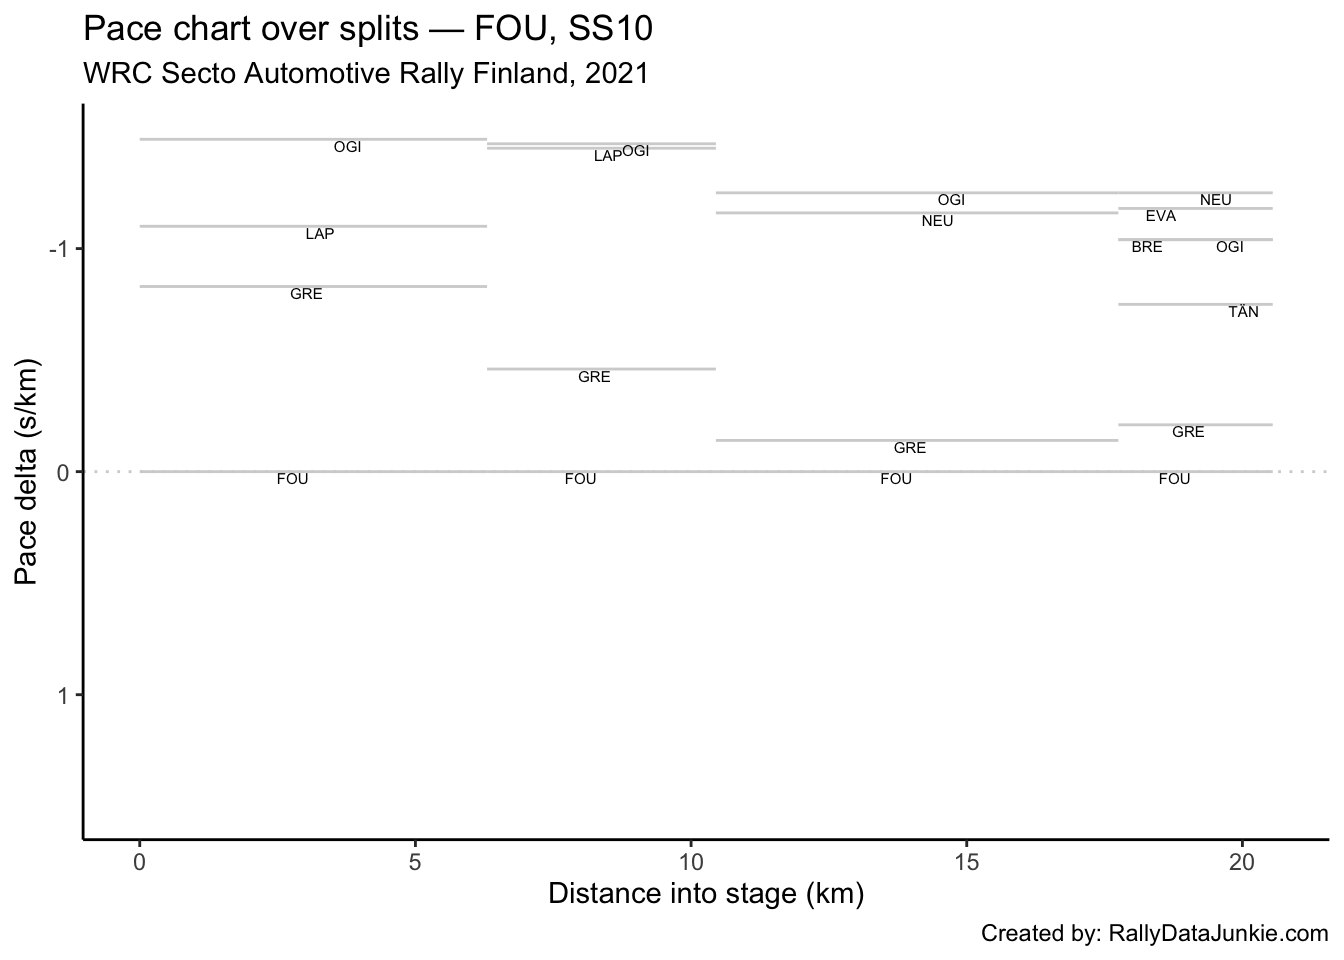 Pace chart over splits — FOU, SS10
WRC Secto Automotive Rally Finland, 2021
OGI
LAP
OGI
OGI
NEU
NEU
EVA
LAP
-1
BRE
OGI
GRE
TÄN
GRE
GRE
GRE
0
FOU
FOU
FOU
FOU
Pace delta (s/km)
1
0
5
10
15
20
Distance into stage (km)
Created by: RallyDataJunkie.com